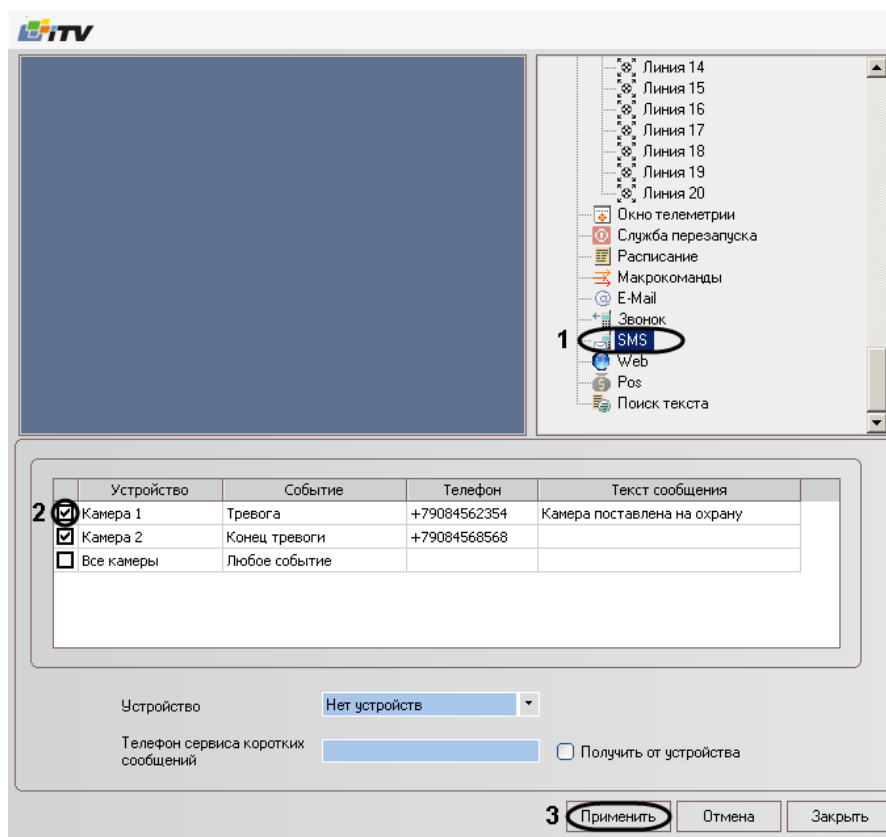 iTV
Линия 14
Линия 15
Линия 16
Линия 17
Линия 18
Линия 19
Линия 20
Окно телеметрии
Служба перезапуска
Расписание
Макрокоманды
E-Mail
Звонок
1 SMS
Web
Pos
Поиск текста
Устройство Событие Телефон Текст сообщения
2 Камера 1 Тревога +79084562354 Камера поставлена на охрану
Камера 2 Конец тревоги +79084568568
Все камеры Любое событие
Устройство Нет устройств
Телефон сервиса коротких
сообщений
Получить от устройства
3 Применить Отмена Закрыть